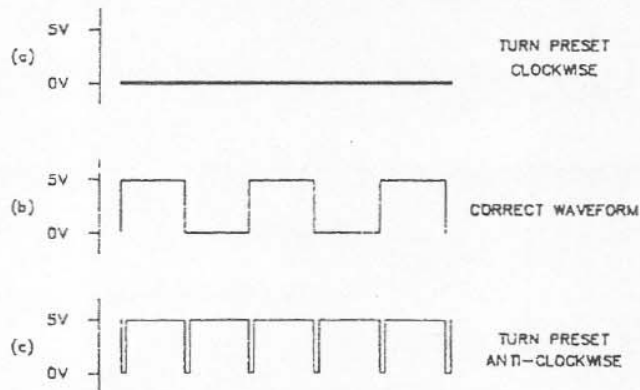 5V
(a)
0V
TURN PRESET
CLOCKWISE
5V
(b)
0V
CORRECT WAVEFORM
5V
(c)
0V
TURN PRESET
ANTI-CLOCKWISE